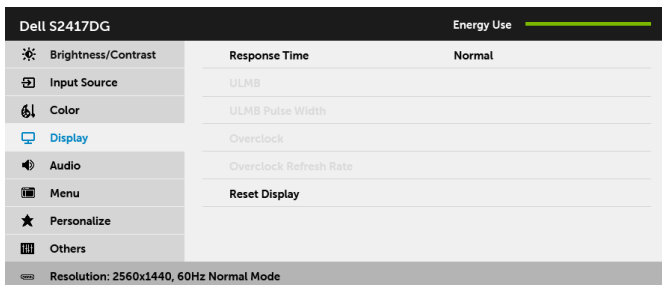 Dell S2417DG Energy Use
Brightness/Contrast Response Time Normal
Input Source ULMB
Color ULMB Pulse Width
Display Overclock
Audio Overclock Refresh Rate
Menu Reset Display
Personalize
Others
Resolution: 2560x1440, 60Hz Normal Mode